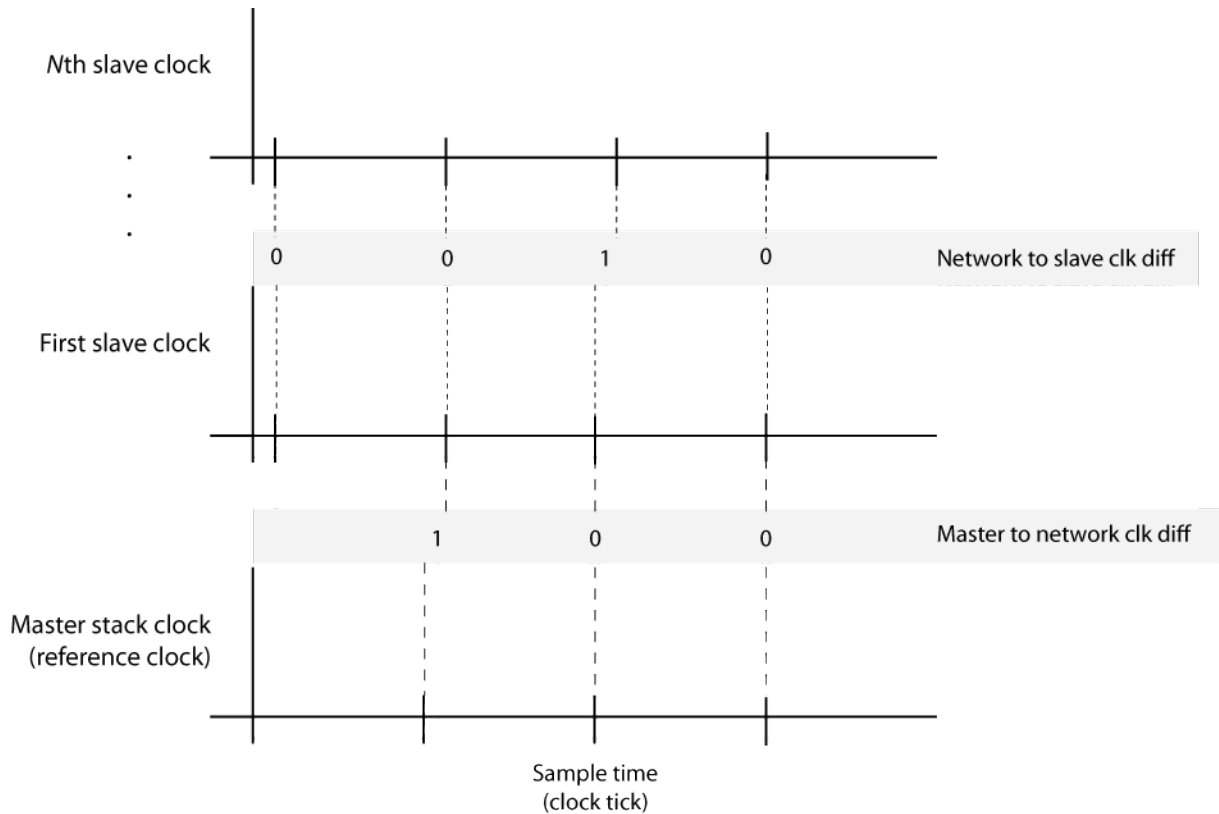 Nth slave clock
.
.
.
0 0 1 0 Network to slave clk diff
First slave clock
1 0 0 Master to network clk diff
Master stack clock
(reference clock)
Sample time
(clock tick)